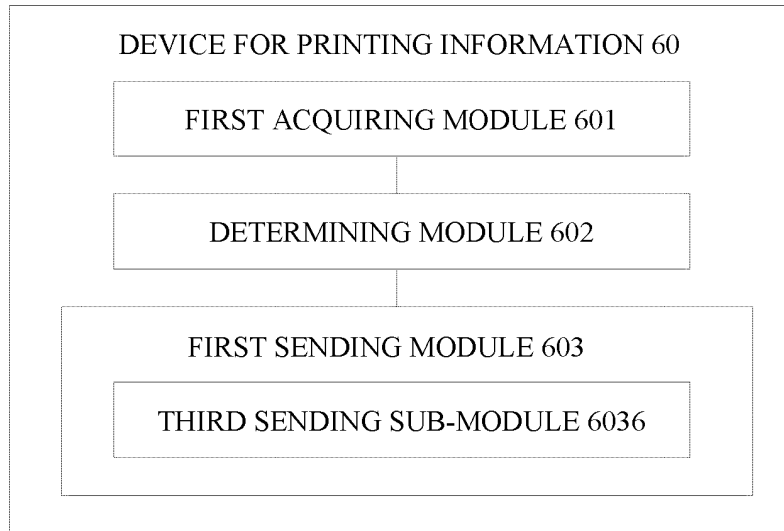 DEVICE FOR PRINTING INFORMATION 60
FIRST ACQUIRING MODULE 601
DETERMINING MODULE 602
FIRST SENDING MODULE 603
THIRD SENDING SUB-MODULE 6036